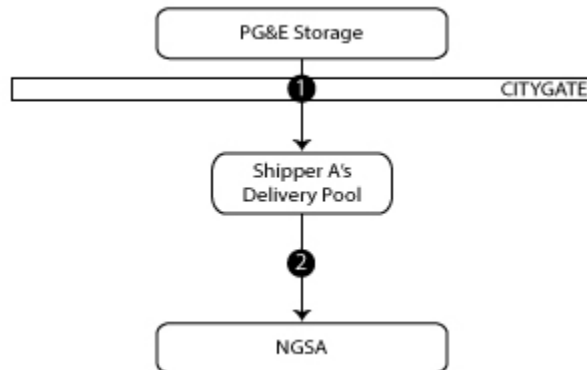 PG&E Storage
1
CITYGATE
Shipper A's
Delivery Pool
2
NGSA